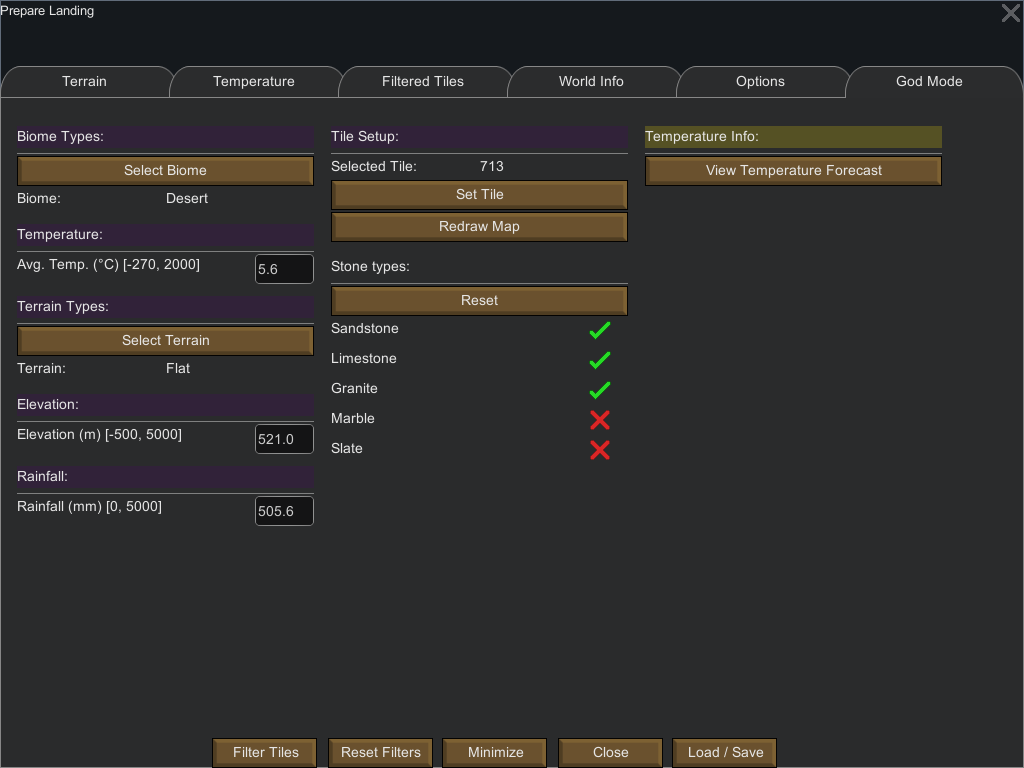 Prepare Landing
Terrain
Temperature
Filtered Tiles
World Info
Options
God Mode
Biome Types:
Select Biome
Biome: Desert
Temperature:
Avg. Temp. (°C) [-270, 2000] 5.6
Terrain Types:
Select Terrain
Terrain: Flat
Elevation:
Elevation (m) [-500, 5000] 521.0
Rainfall:
Rainfall (mm) [0, 5000] 505.6
Tile Setup:
Selected Tile: 713
Set Tile
Redraw Map
Stone types:
Reset
Sandstone
Limestone
Granite
Marble
Slate
Temperature Info:
View Temperature Forecast
Filter Tiles
Reset Filters
Minimize
Close
Load / Save